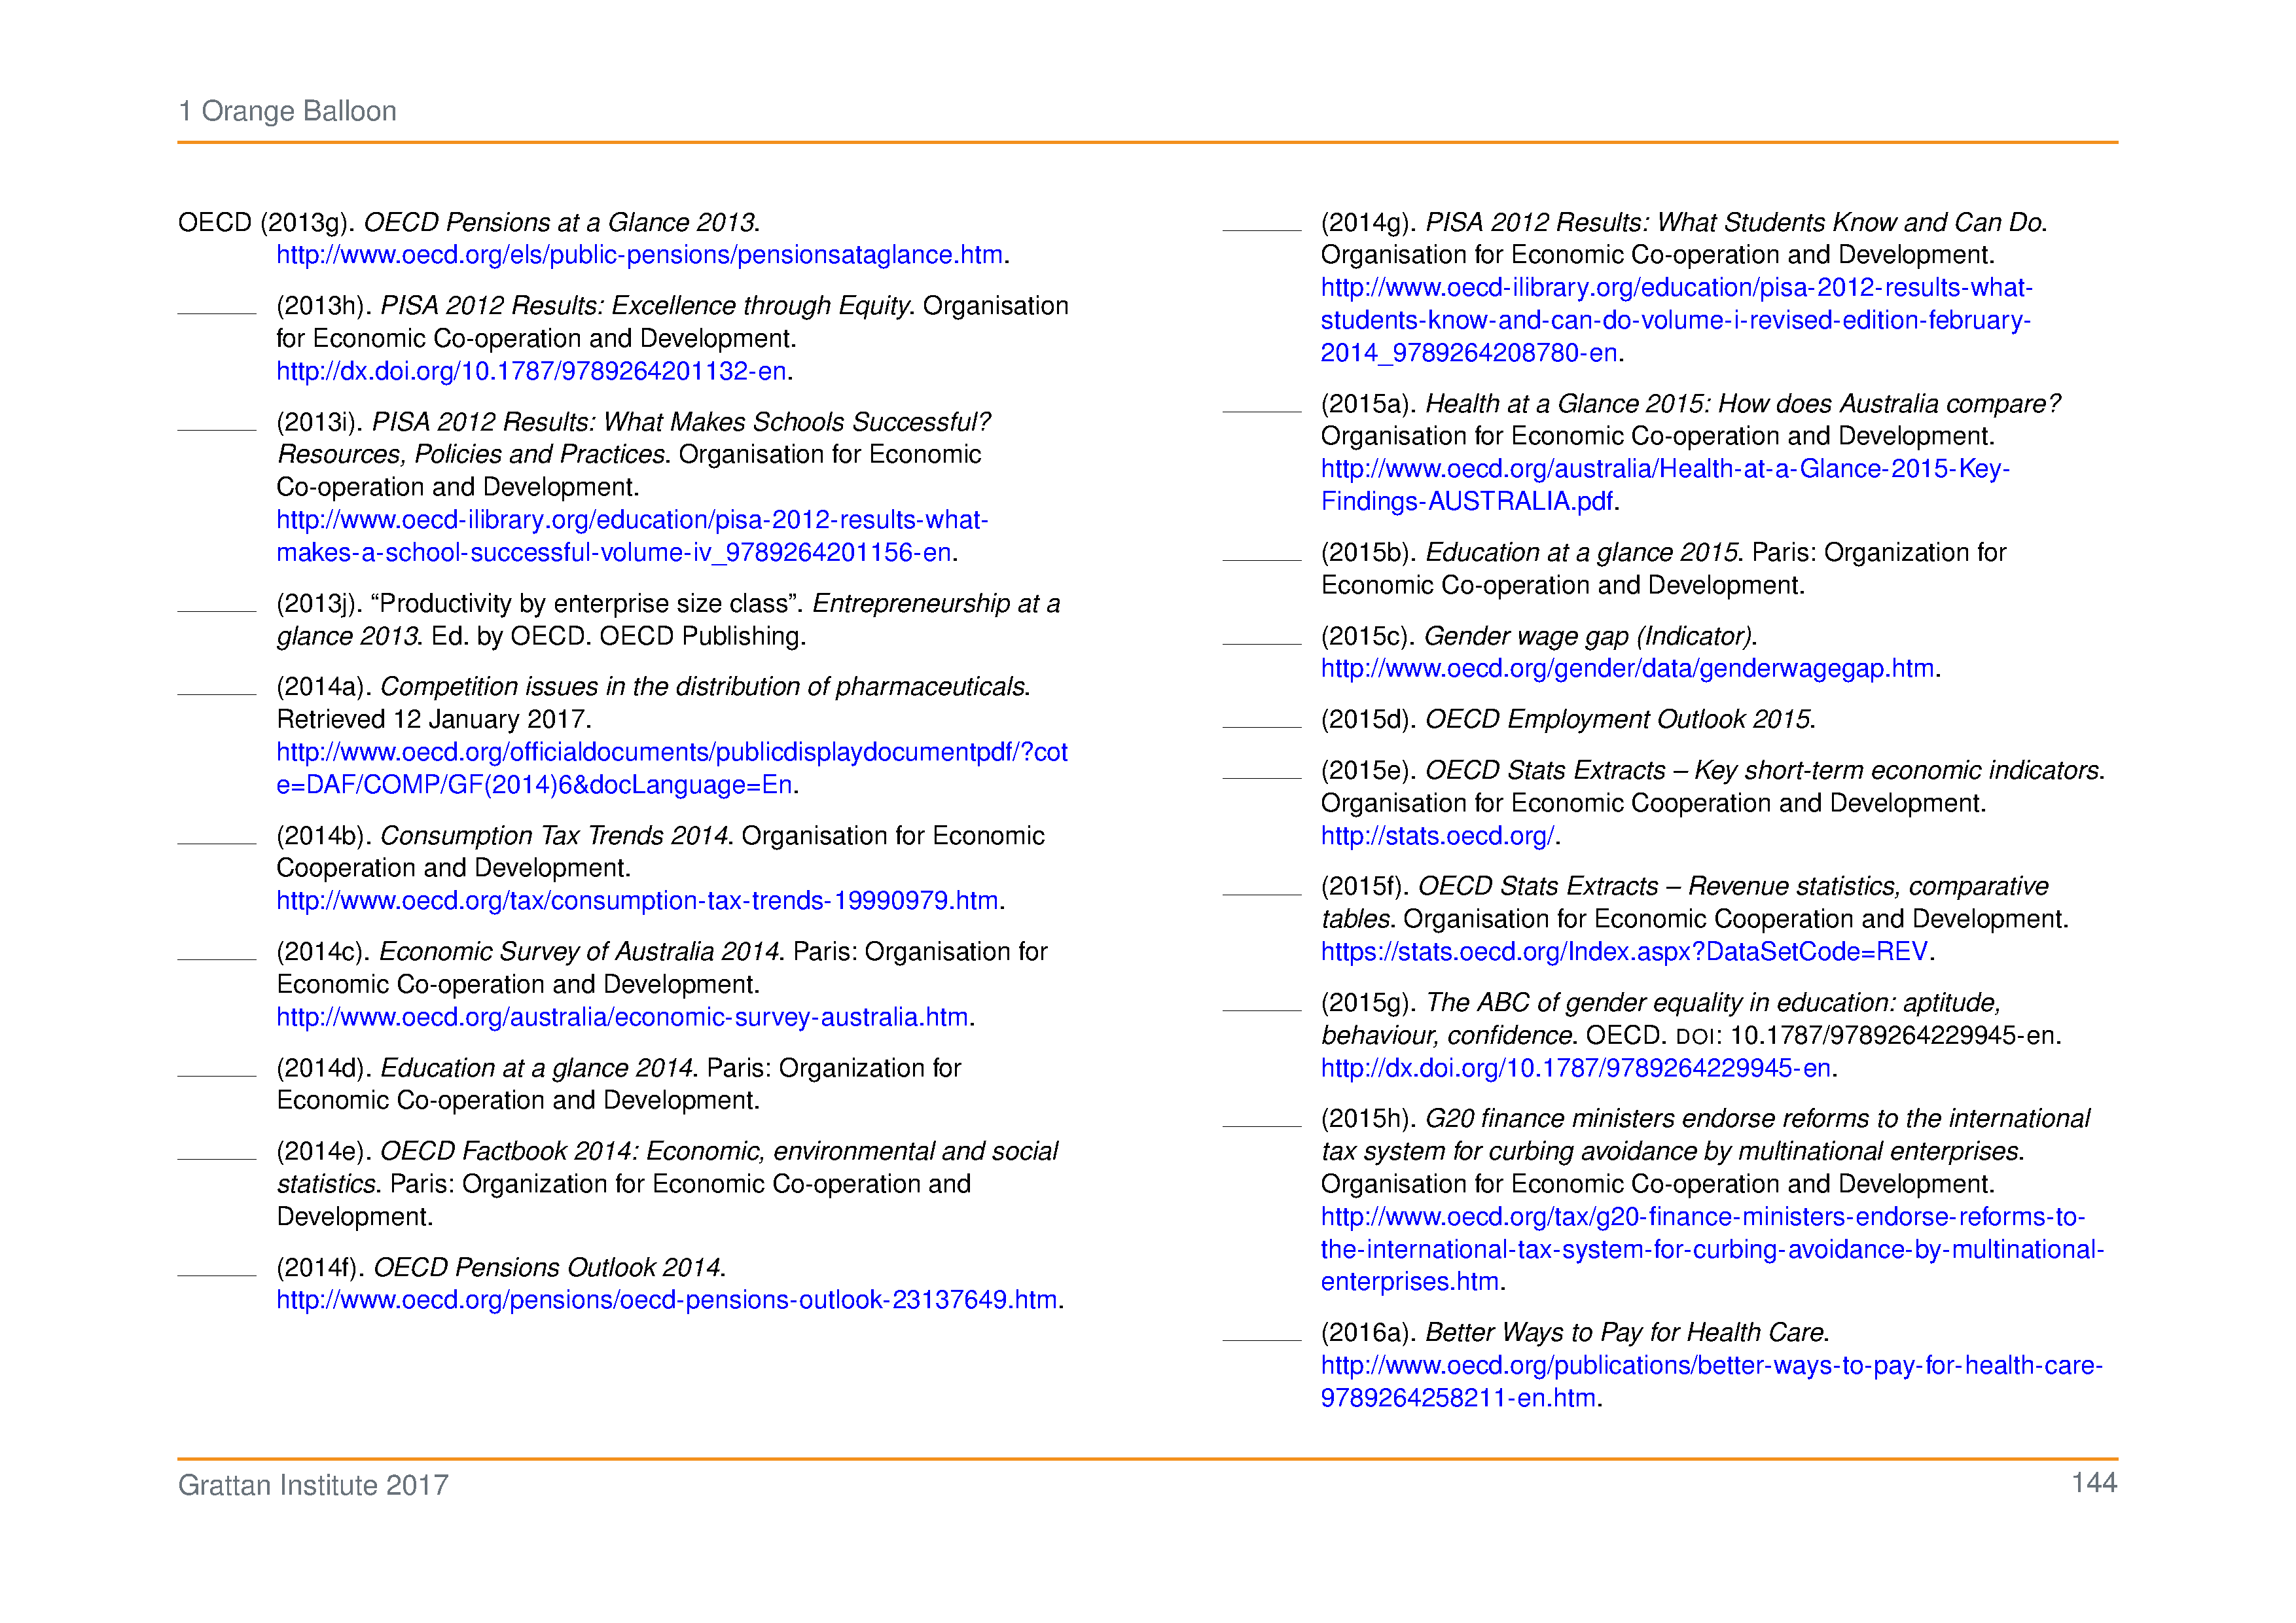 1 Orange Balloon
OECD (2013g). OECD Pensions at a Glance 2013.
http://www.oecd.org/els/public-pensions/pensionsataglance.htm.
(2013h). PISA 2012 Results: Excellence through Equity. Organisation
for Economic Co-operation and Development.
http://dx.doi.org/10.1787/9789264201132-en.
(2013i). PISA 2012 Results: What Makes Schools Successful?
Resources, Policies and Practices. Organisation for Economic
Co-operation and Development.
http://www.oecd-ilibrary.org/education/pisa-2012-results-what-
makes-a-school-successful-volume-iv_9789264201156-en.
(2013j). “Productivity by enterprise size class”. Entrepreneurship at a
glance 2013. Ed. by OECD. OECD Publishing.
(2014a). Competition issues in the distribution of pharmaceuticals.
Retrieved 12 January 2017.
http://www.oecd.org/officialdocuments/publicdisplaydocumentpdf/?cot
e=DAF/COMP/GF(2014)6&docLanguage=En.
(2014b). Consumption Tax Trends 2014. Organisation for Economic
Cooperation and Development.
http://www.oecd.org/tax/consumption-tax-trends-19990979.htm.
(2014c). Economic Survey of Australia 2014. Paris: Organisation for
Economic Co-operation and Development.
http://www.oecd.org/australia/economic-survey-australia.htm.
(2014d). Education at a glance 2014. Paris: Organization for
Economic Co-operation and Development.
(2014e). OECD Factbook 2014: Economic, environmental and social
statistics. Paris: Organization for Economic Co-operation and
Development.
(2014f). OECD Pensions Outlook 2014.
http://www.oecd.org/pensions/oecd-pensions-outlook-23137649.htm.
(2014g). PISA 2012 Results: What Students Know and Can Do.
Organisation for Economic Co-operation and Development.
http://www.oecd-ilibrary.org/education/pisa-2012-results-what-
students-know-and-can-do-volume-i-revised-edition-february-
2014_9789264208780-en.
(2015a). Health at a Glance 2015: How does Australia compare?
Organisation for Economic Co-operation and Development.
http://www.oecd.org/australia/Health-at-a-Glance-2015-Key-
Findings-AUSTRALIA.pdf.
(2015b). Education at a glance 2015. Paris: Organization for
Economic Co-operation and Development.
(2015c). Gender wage gap (Indicator).
http://www.oecd.org/gender/data/genderwagegap.htm.
(2015d). OECD Employment Outlook 2015.
(2015e). OECD Stats Extracts – Key short-term economic indicators.
Organisation for Economic Cooperation and Development.
http://stats.oecd.org/.
(2015f). OECD Stats Extracts – Revenue statistics, comparative
tables. Organisation for Economic Cooperation and Development.
https://stats.oecd.org/Index.aspx?DataSetCode=REV.
(2015g). The ABC of gender equality in education: aptitude,
behaviour, confidence. OECD. DOI: 10.1787/9789264229945-en.
http://dx.doi.org/10.1787/9789264229945-en.
(2015h). G20 finance ministers endorse reforms to the international
tax system for curbing avoidance by multinational enterprises.
Organisation for Economic Co-operation and Development.
http://www.oecd.org/tax/g20-finance-ministers-endorse-reforms-to-
the-international-tax-system-for-curbing-avoidance-by-multinational-
enterprises.htm.
(2016a). Better Ways to Pay for Health Care.
http://www.oecd.org/publications/better-ways-to-pay-for-health-care-
9789264258211-en.htm.
Grattan Institute 2017
144